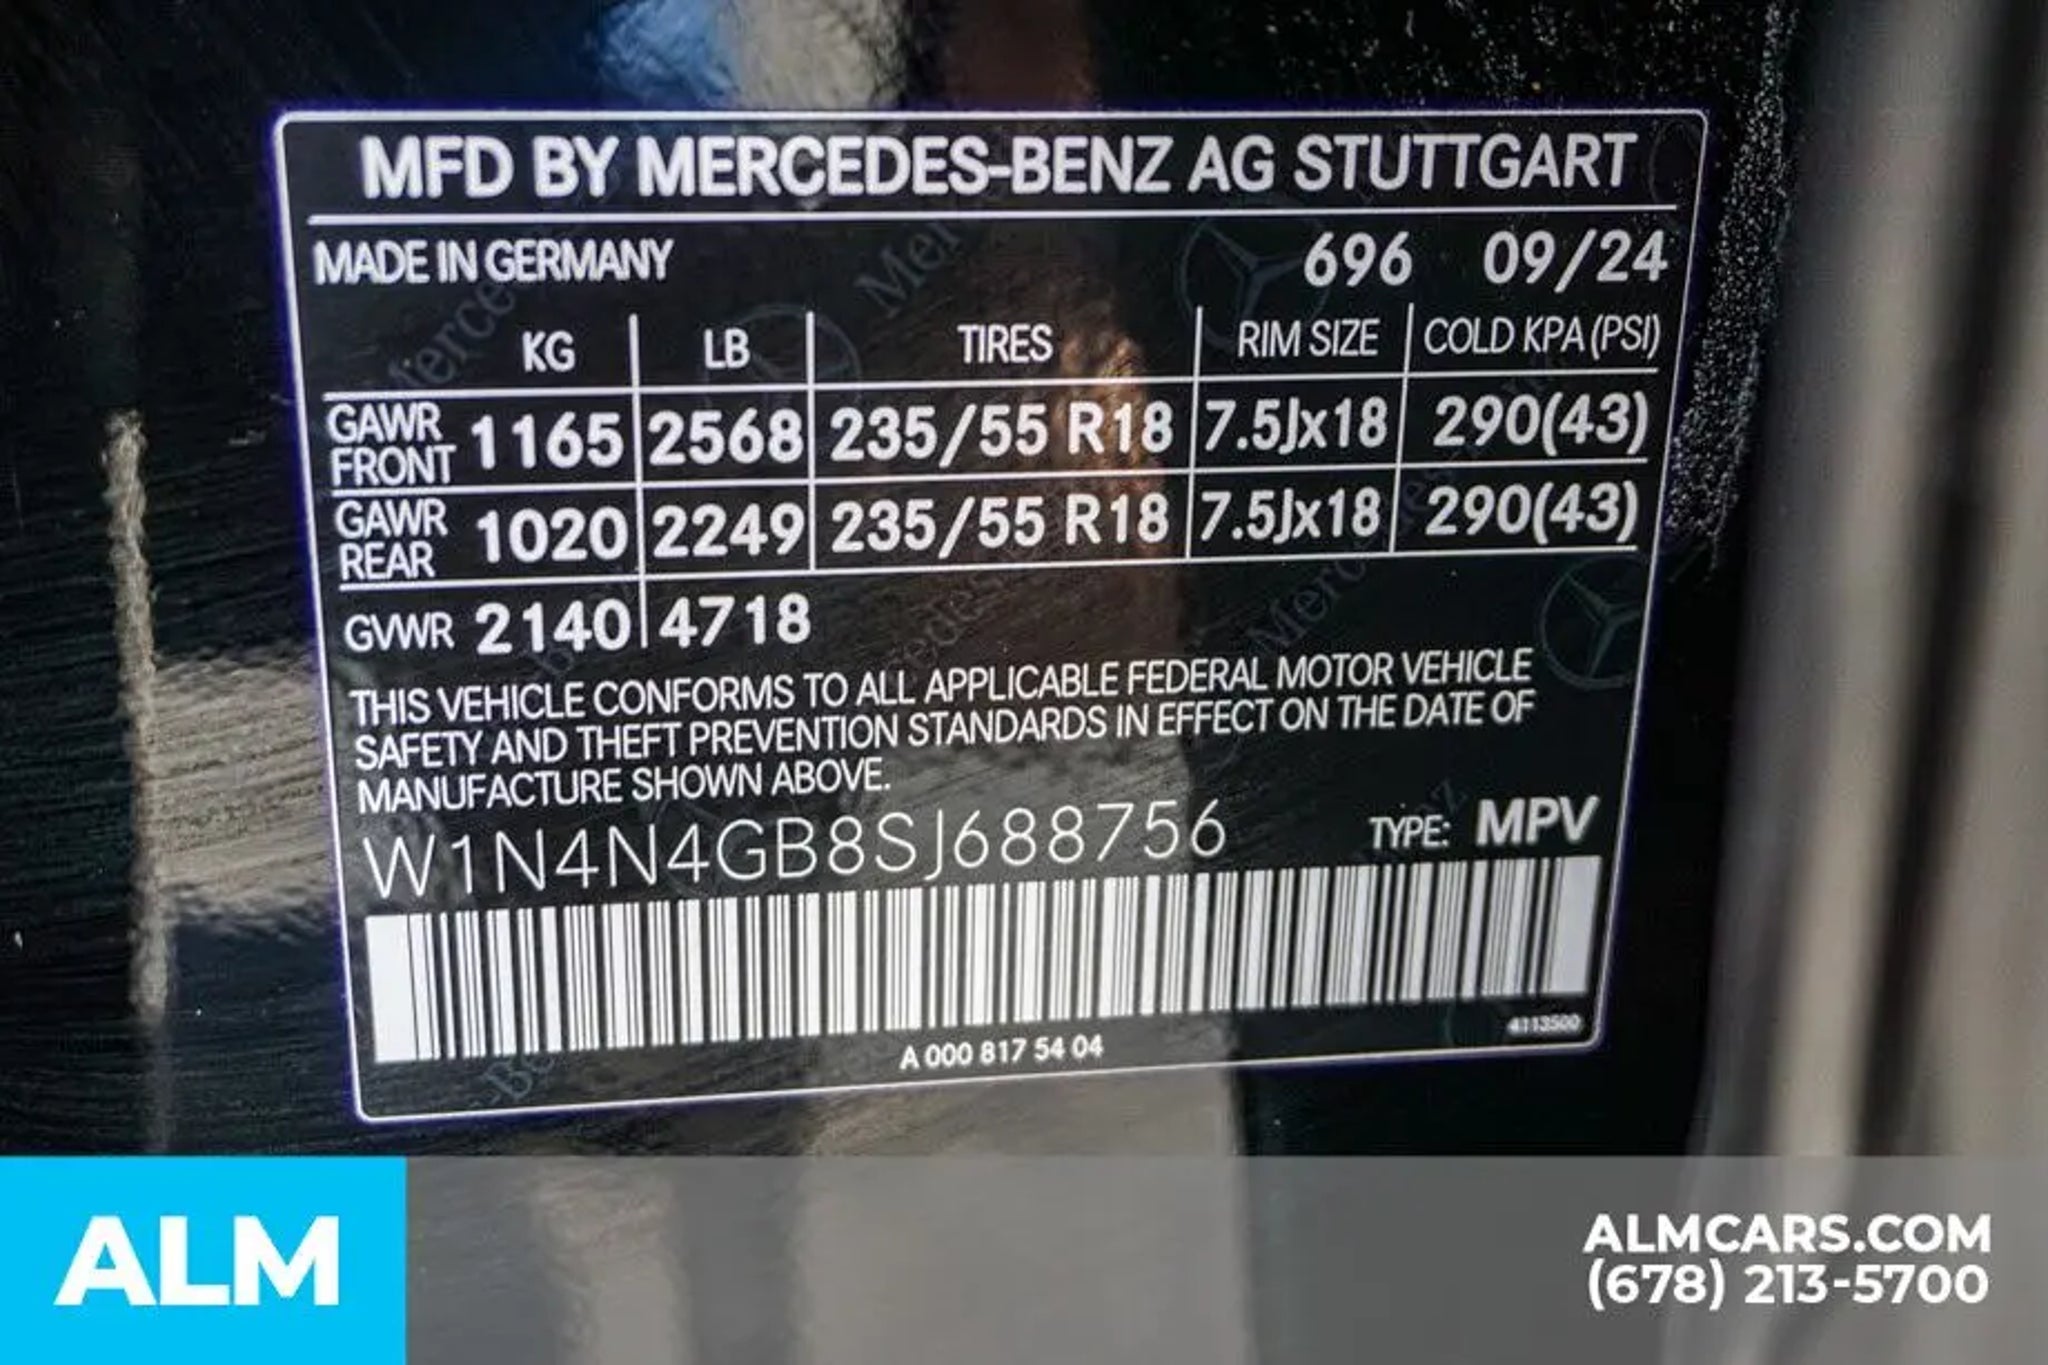 MFD BY MERCEDES-BENZ AG STUTTGART
MADE IN GERMANY 696 09/24
KG LB TIRES RIM SIZE COLD KPA (PSI)
GAWR FRONT 1165 2568 235/55 R18 7.5Jx18 290(43)
GAWR REAR 1020 2249 235/55 R18 7.5Jx18 290(43)
GVWR 2140 4718
THIS VEHICLE CONFORMS TO ALL APPLICABLE FEDERAL MOTOR VEHICLE
SAFETY AND THEFT PREVENTION STANDARDS IN EFFECT ON THE DATE OF
MANUFACTURE SHOWN ABOVE.
W1N4N4GB8SJ688756 TYPE: MPV
A 000 817 54 04
4113500
ALM
ALMCARS.COM
(678) 213-5700